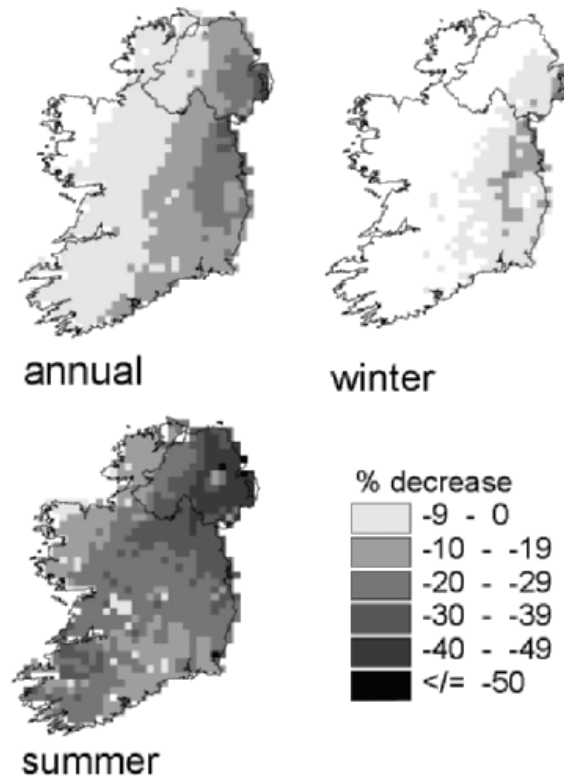 annual
winter
summer
% decrease
-9 - 0
-10 - -19
-20 - -29
-30 - -39
-40 - -49
</= -50